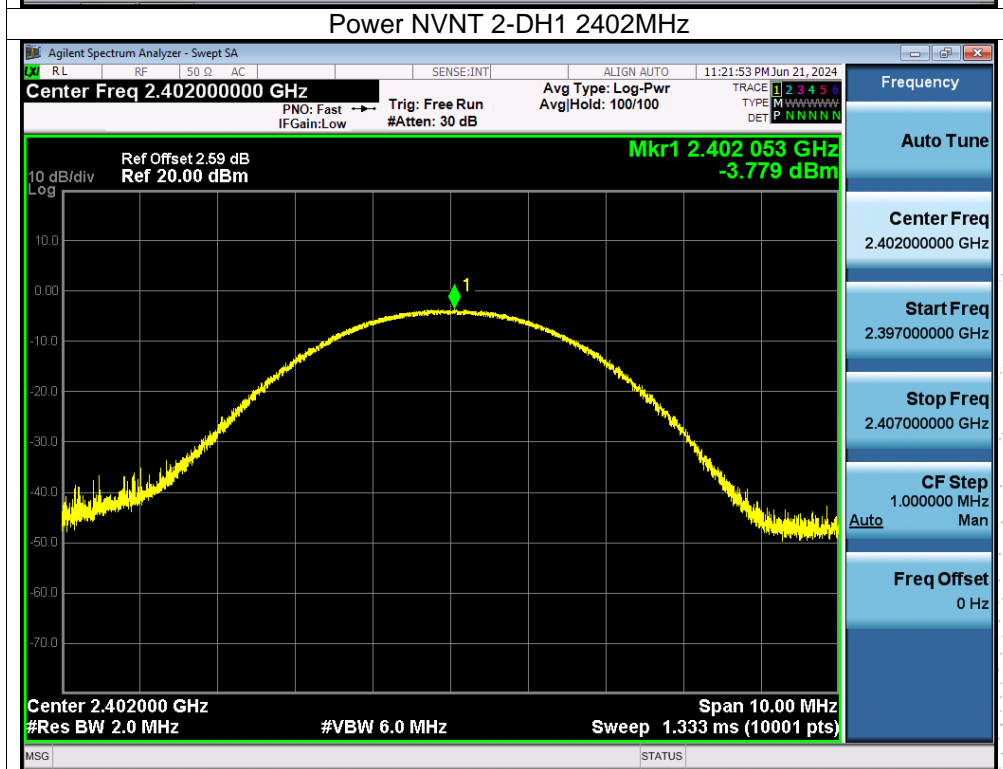 Power NVNT 2-DH1 2402MHz
Agilent Spectrum Analyzer - Swept SA
LXI RL RF 50 Ω AC SENSE:INT ALIGN AUTO 11:21:53 PM Jun 21, 2024
Center Freq 2.402000000 GHz
PNO: Fast
IFGain:Low
Trig: Free Run
#Atten: 30 dB
Avg Type: Log-Pwr
Avg|Hold: 100/100
TRACE 1 2 3 4 5 6
TYPE M WWWWW
DET P N N N N N
Frequency
Auto Tune
Center Freq
2.402000000 GHz
Start Freq
2.397000000 GHz
Stop Freq
2.407000000 GHz
CF Step
1.000000 MHz
Auto Man
Freq Offset
0 Hz
Mkr1 2.402 053 GHz
-3.779 dBm
Ref Offset 2.59 dB
10 dB/div Ref 20.00 dBm
Log
10.0
0.00
-10.0
-20.0
-30.0
-40.0
-50.0
-60.0
-70.0
1
Center 2.402000 GHz Span 10.00 MHz
#Res BW 2.0 MHz #VBW 6.0 MHz Sweep 1.333 ms (10001 pts)
MSG STATUS